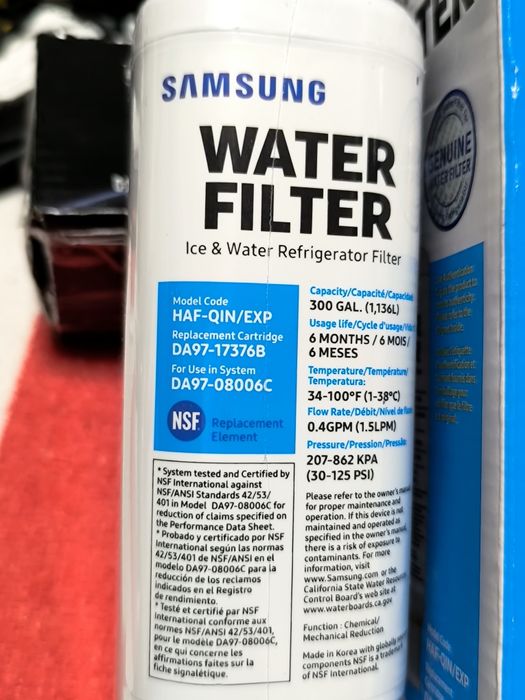 SAMSUNG
WATER
FILTER
Ice & Water Refrigerator Filter
Model Code
HAF-QIN/EXP
Replacement Cartridge
DA97-17376B
For Use in System
DA97-08006C
NSF
Replacement
Element
Capacity/Capacité/Capacidad
300 GAL. (1,136L)
Usage life/Cycle d'usage/
6 MONTHS / 6 MOIS/
6 MESES
Temperature/Température/
Temperatura:
34-100°F (1-38°C)
Flow Rate/Débit/Nivel de
0.4GPM (1.5LPM)
Pressure/Pression/Presión:
207-862 KPA
(30-125 PSI)
* System tested and Certified by
NSF International against
NSF/ANSI Standards 42/53/
401 in Model DA97-08006C for
reduction of claims specified on
the Performance Data Sheet.
* Probado y certificado por NSF
International según las normas
42/53/401 de NSF/ANSI en el
modelo DA97-08006C para la
reducción de los reclamos
indicados en el Registro
de rendimiento.
* Testé et certifié par NSF
International conforme aux
normes NSF/ANSI 42/53/401,
pour le modèle DA97-08006C,
en ce qui concerne les
affirmations faites sur la
fiche signalétique.
Please refer to the owner's manual
for proper maintenance and
operation. If this device is not
maintained and operated as
specified in the owner's manual,
there is a risk of exposure to
contaminants. For more
information, visit
www.Samsung.com or the
California State Water Resources
Control Board's web site at
www.waterboards.ca.gov
Function : Chemical/
Mechanical Reduction
Made in Korea with globally
components NSF is a trademark
of NSF International.
GENUINE
WATER FILTER
Model Code
HAF-QIN/EXP